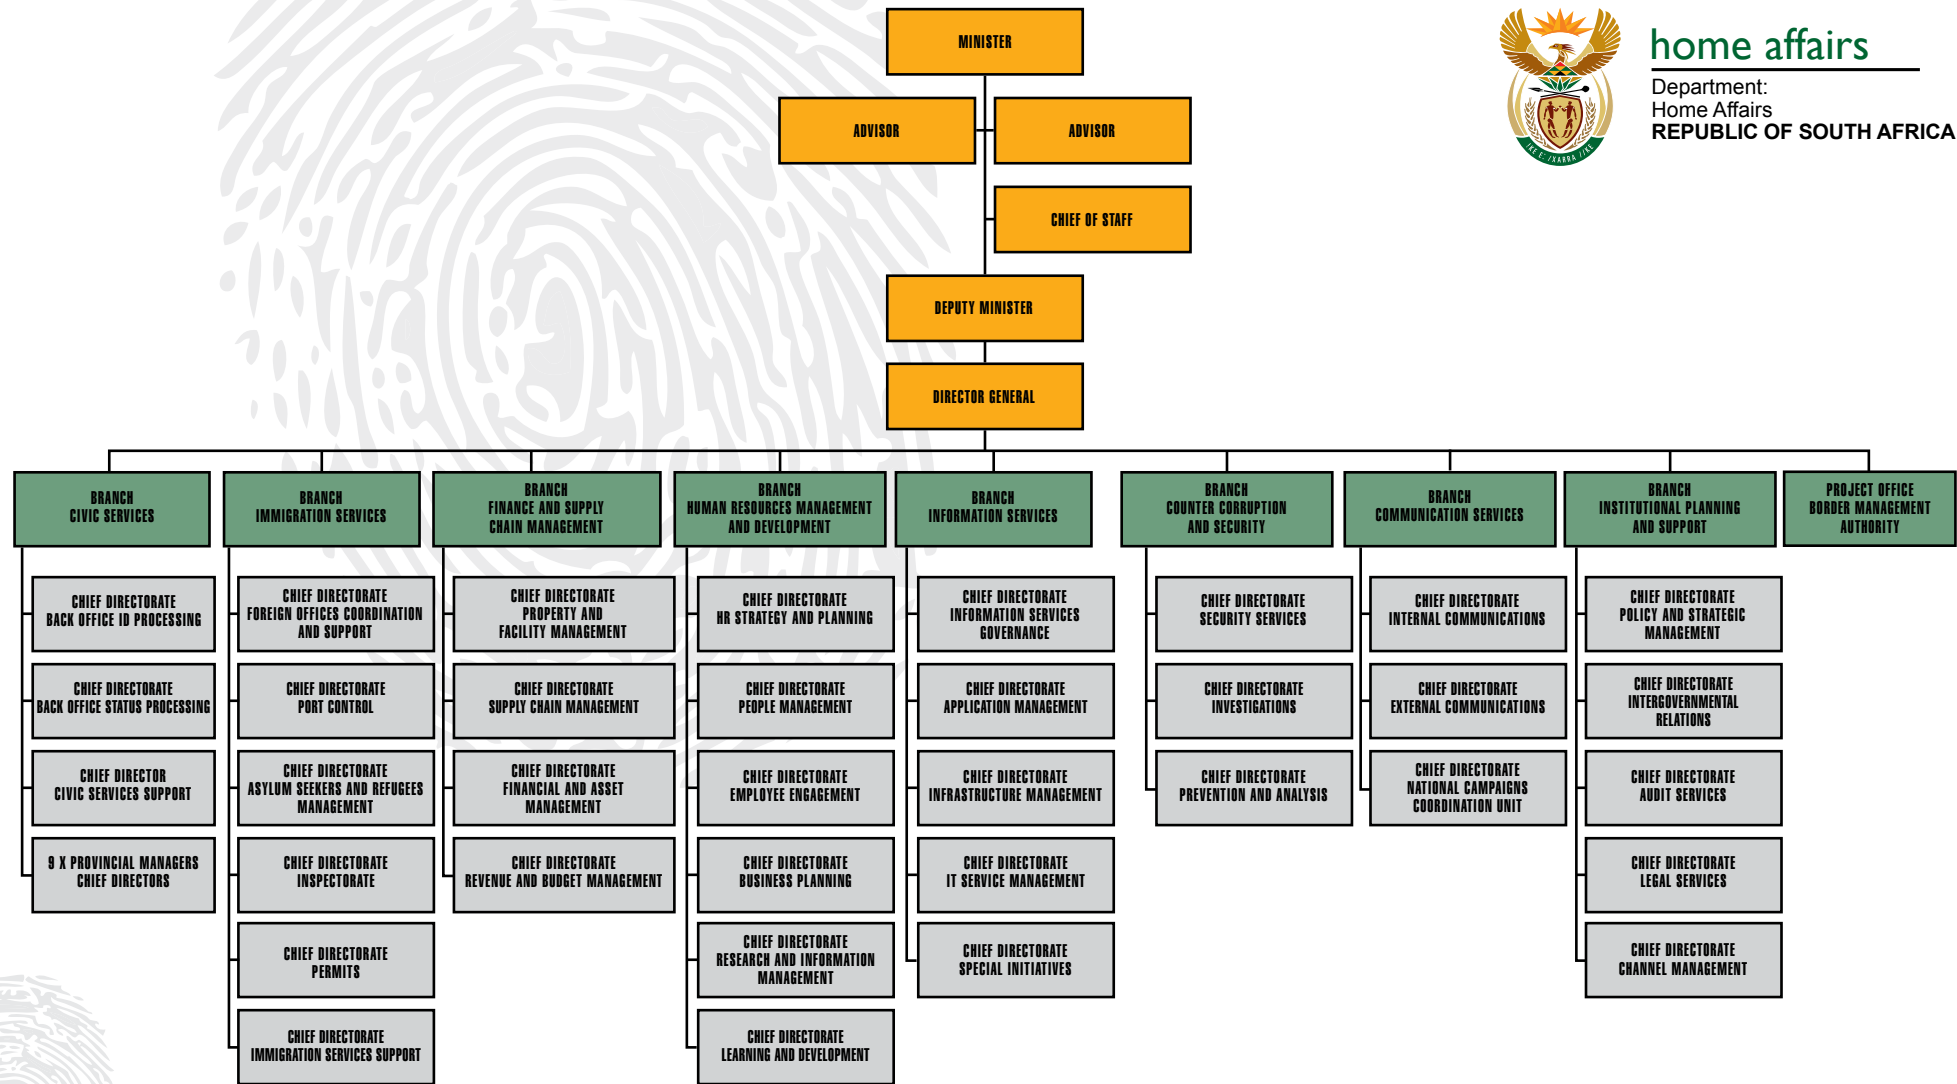 MINISTER
ADVISOR
ADVISOR
CHIEF OF STAFF
DEPUTY MINISTER
DIRECTOR GENERAL
home affairs
Department:
Home Affairs
REPUBLIC OF SOUTH AFRICA
!KE E: /XARRA //KE
BRANCH
CIVIC SERVICES
CHIEF DIRECTORATE
BACK OFFICE ID PROCESSING
CHIEF DIRECTORATE
BACK OFFICE STATUS PROCESSING
CHIEF DIRECTOR
CIVIC SERVICES SUPPORT
9 X PROVINCIAL MANAGERS
CHIEF DIRECTORS
BRANCH
IMMIGRATION SERVICES
CHIEF DIRECTORATE
FOREIGN OFFICES COORDINATION
AND SUPPORT
CHIEF DIRECTORATE
PORT CONTROL
CHIEF DIRECTORATE
ASYLUM SEEKERS AND REFUGEES
MANAGEMENT
CHIEF DIRECTORATE
INSPECTORATE
CHIEF DIRECTORATE
PERMITS
CHIEF DIRECTORATE
IMMIGRATION SERVICES SUPPORT
BRANCH
FINANCE AND SUPPLY
CHAIN MANAGEMENT
CHIEF DIRECTORATE
PROPERTY AND
FACILITY MANAGEMENT
CHIEF DIRECTORATE
SUPPLY CHAIN MANAGEMENT
CHIEF DIRECTORATE
FINANCIAL AND ASSET
MANAGEMENT
CHIEF DIRECTORATE
REVENUE AND BUDGET MANAGEMENT
BRANCH
HUMAN RESOURCES MANAGEMENT
AND DEVELOPMENT
CHIEF DIRECTORATE
HR STRATEGY AND PLANNING
CHIEF DIRECTORATE
PEOPLE MANAGEMENT
CHIEF DIRECTORATE
EMPLOYEE ENGAGEMENT
CHIEF DIRECTORATE
BUSINESS PLANNING
CHIEF DIRECTORATE
RESEARCH AND INFORMATION
MANAGEMENT
CHIEF DIRECTORATE
LEARNING AND DEVELOPMENT
BRANCH
INFORMATION SERVICES
CHIEF DIRECTORATE
INFORMATION SERVICES
GOVERNANCE
CHIEF DIRECTORATE
APPLICATION MANAGEMENT
CHIEF DIRECTORATE
INFRASTRUCTURE MANAGEMENT
CHIEF DIRECTORATE
IT SERVICE MANAGEMENT
CHIEF DIRECTORATE
SPECIAL INITIATIVES
BRANCH
COUNTER CORRUPTION
AND SECURITY
CHIEF DIRECTORATE
SECURITY SERVICES
CHIEF DIRECTORATE
INVESTIGATIONS
CHIEF DIRECTORATE
PREVENTION AND ANALYSIS
BRANCH
COMMUNICATION SERVICES
CHIEF DIRECTORATE
INTERNAL COMMUNICATIONS
CHIEF DIRECTORATE
EXTERNAL COMMUNICATIONS
CHIEF DIRECTORATE
NATIONAL CAMPAIGNS
COORDINATION UNIT
BRANCH
INSTITUTIONAL PLANNING
AND SUPPORT
CHIEF DIRECTORATE
POLICY AND STRATEGIC
MANAGEMENT
CHIEF DIRECTORATE
INTERGOVERNMENTAL
RELATIONS
CHIEF DIRECTORATE
AUDIT SERVICES
CHIEF DIRECTORATE
LEGAL SERVICES
CHIEF DIRECTORATE
CHANNEL MANAGEMENT
PROJECT OFFICE
BORDER MANAGEMENT
AUTHORITY